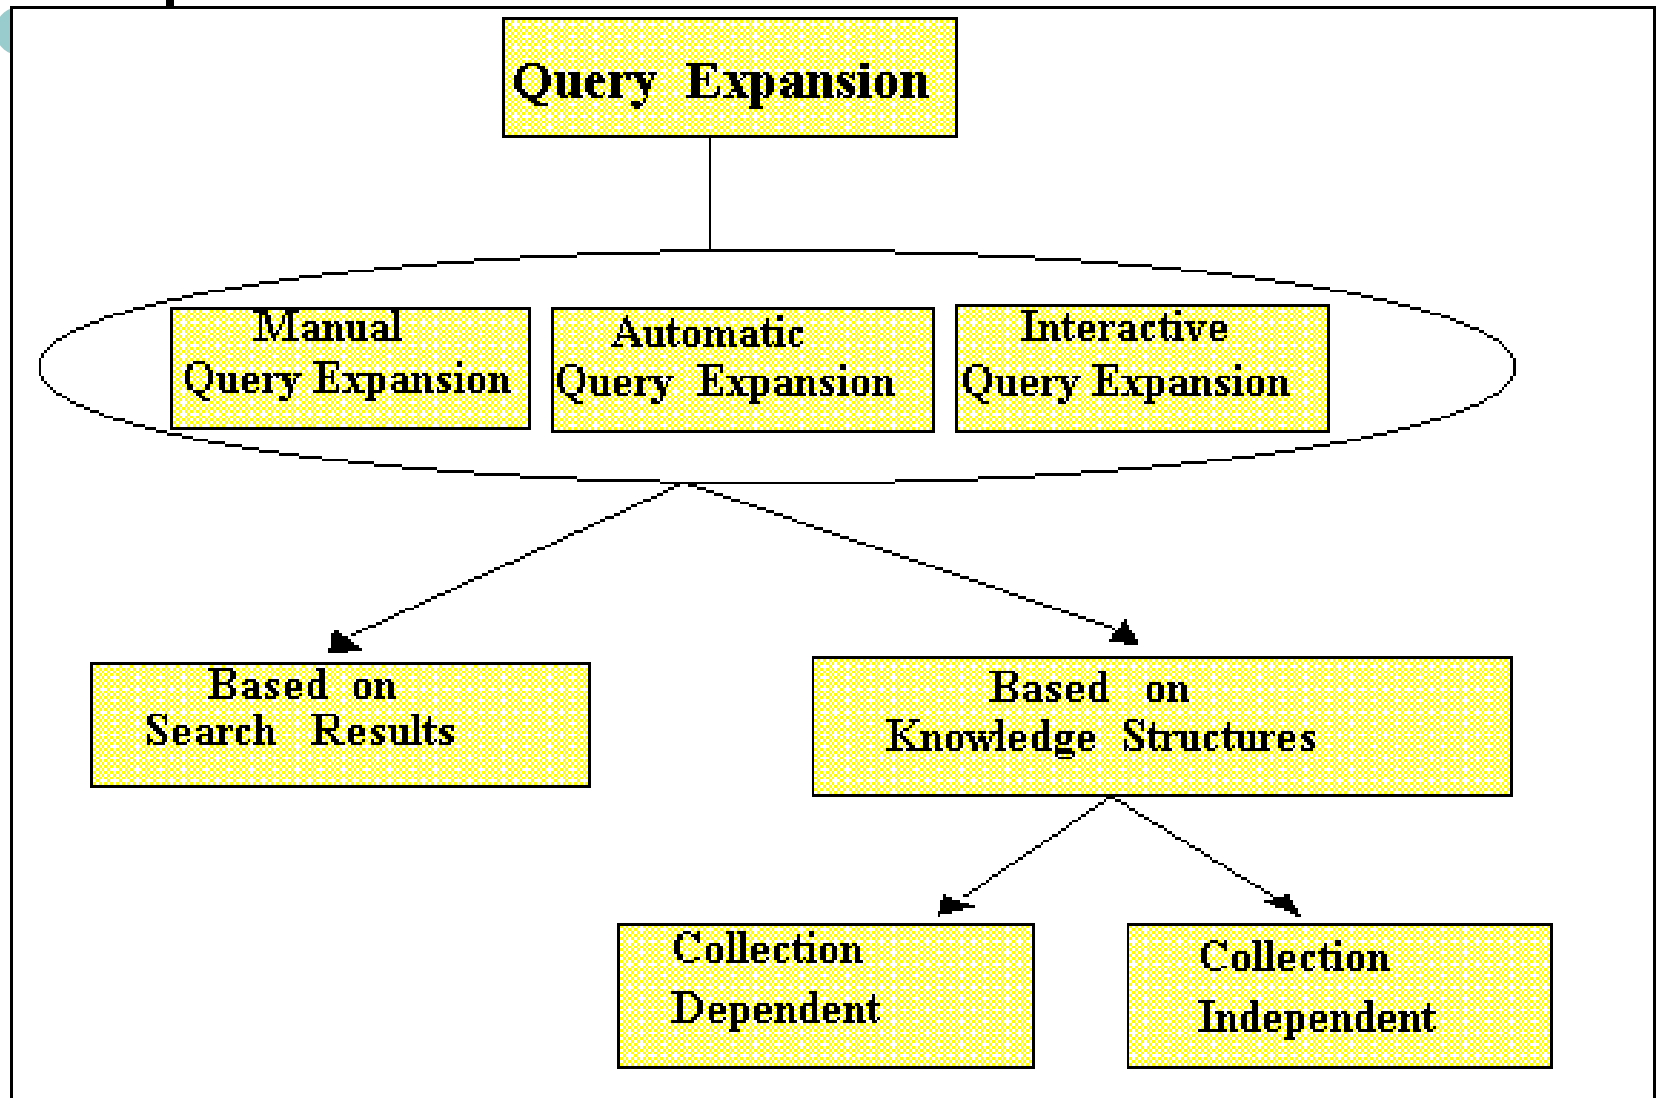 Query Expansion
Manual
Query Expansion
Automatic
Query Expansion
Interactive
Query Expansion
Based on
Search Results
Based on
Knowledge Structures
Collection
Dependent
Collection
Independent